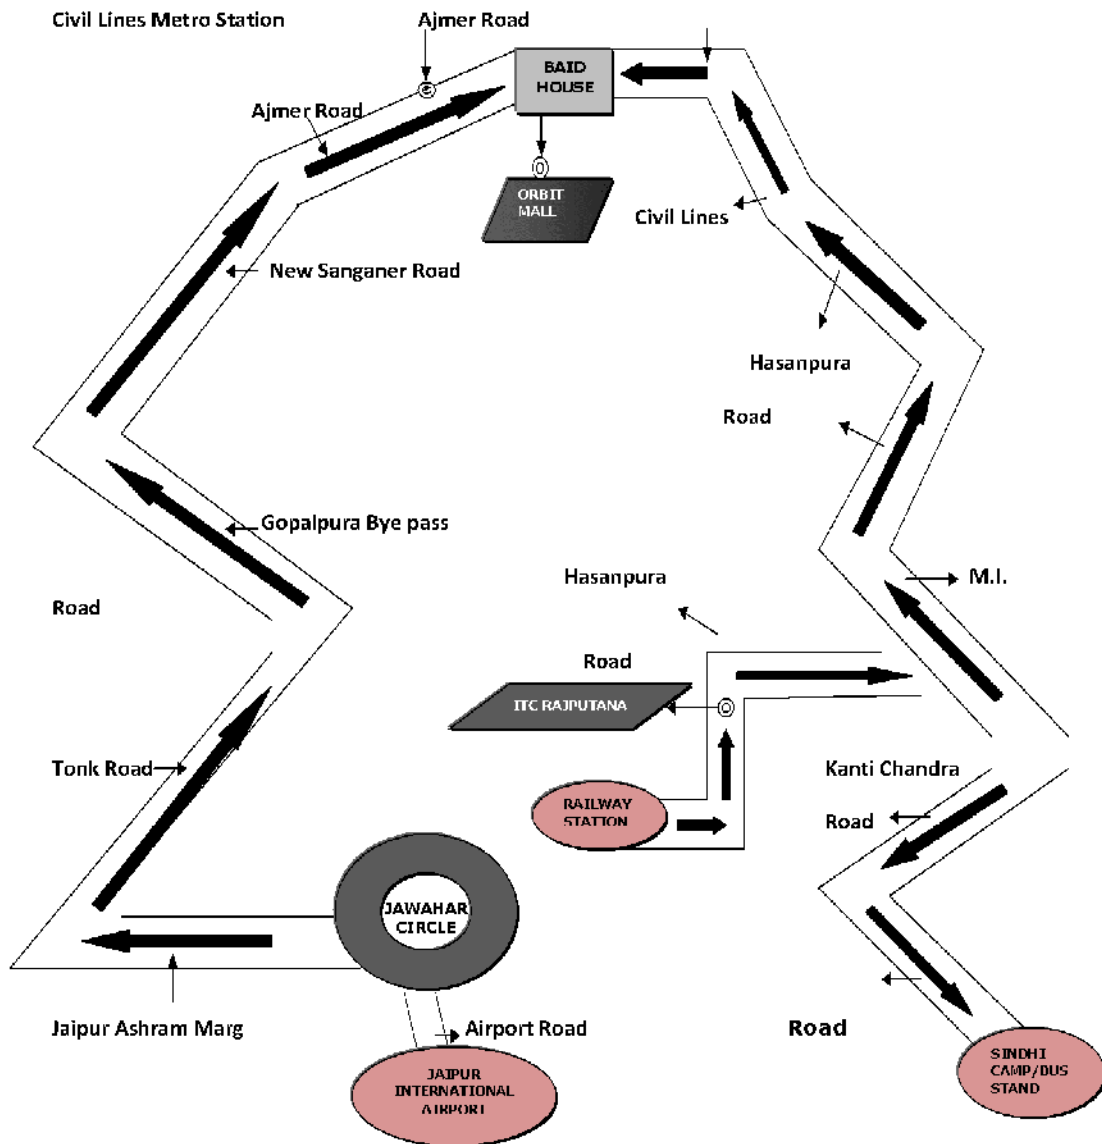 Civil Lines Metro Station
Ajmer Road
BAID
HOUSE
Ajmer Road
ORBIT
MALL
Civil Lines
New Sanganer Road
Hasanpura
Road
Gopalpura Bye pass
Hasanpura
M.I.
Road
Road
ITC RAJPUTANA
Tonk Road
Kanti Chandra
RAILWAY
STATION
Road
JAWAHAR
CIRCLE
Jaipur Ashram Marg
Airport Road
Road
JAIPUR
INTERNATIONAL
AIRPORT
SINDHI
CAMP/BUS
STAND